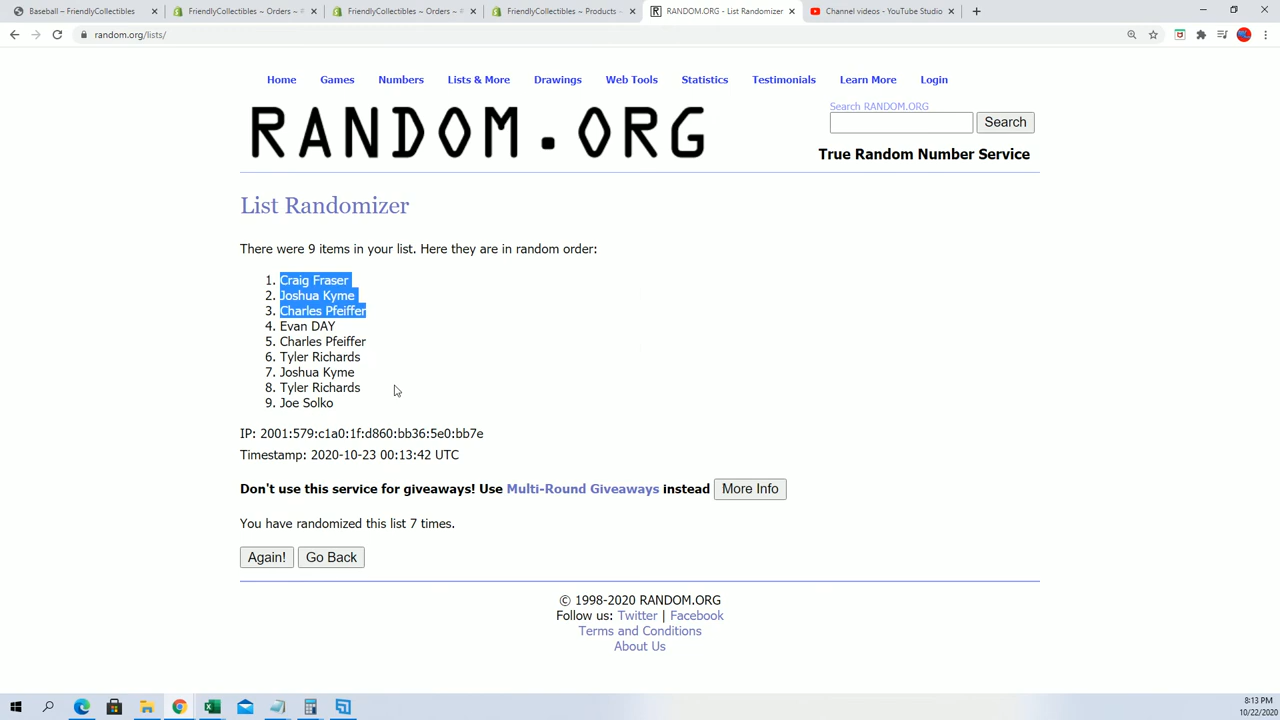 Baseball ~ FriendlyCollectibles
FriendlyCollectibles ~ Orders ~
FriendlyCollectibles ~ Orders ~
FriendlyCollectibles ~ Products ~
RANDOM.ORG - List Randomizer
Channel videos - YouTube Studio
random.org/lists/
Home Games Numbers Lists & More Drawings Web Tools Statistics Testimonials Learn More Login
RANDOM.ORG
Search RANDOM.ORG
Search
True Random Number Service
List Randomizer
There were 9 items in your list. Here they are in random order:
1. Craig Fraser
2. Joshua Kyme
3. Charles Pfeiffer
4. Evan DAY
5. Charles Pfeiffer
6. Tyler Richards
7. Joshua Kyme
8. Tyler Richards
9. Joe Solko
IP: 2001:579:c1a0:1f:d860:bb36:5e0:bb7e
Timestamp: 2020-10-23 00:13:42 UTC
Don't use this service for giveaways! Use Multi-Round Giveaways instead More Info
You have randomized this list 7 times.
Again! Go Back
© 1998-2020 RANDOM.ORG
Follow us: Twitter | Facebook
Terms and Conditions
About Us
8:13 PM
10/22/2020